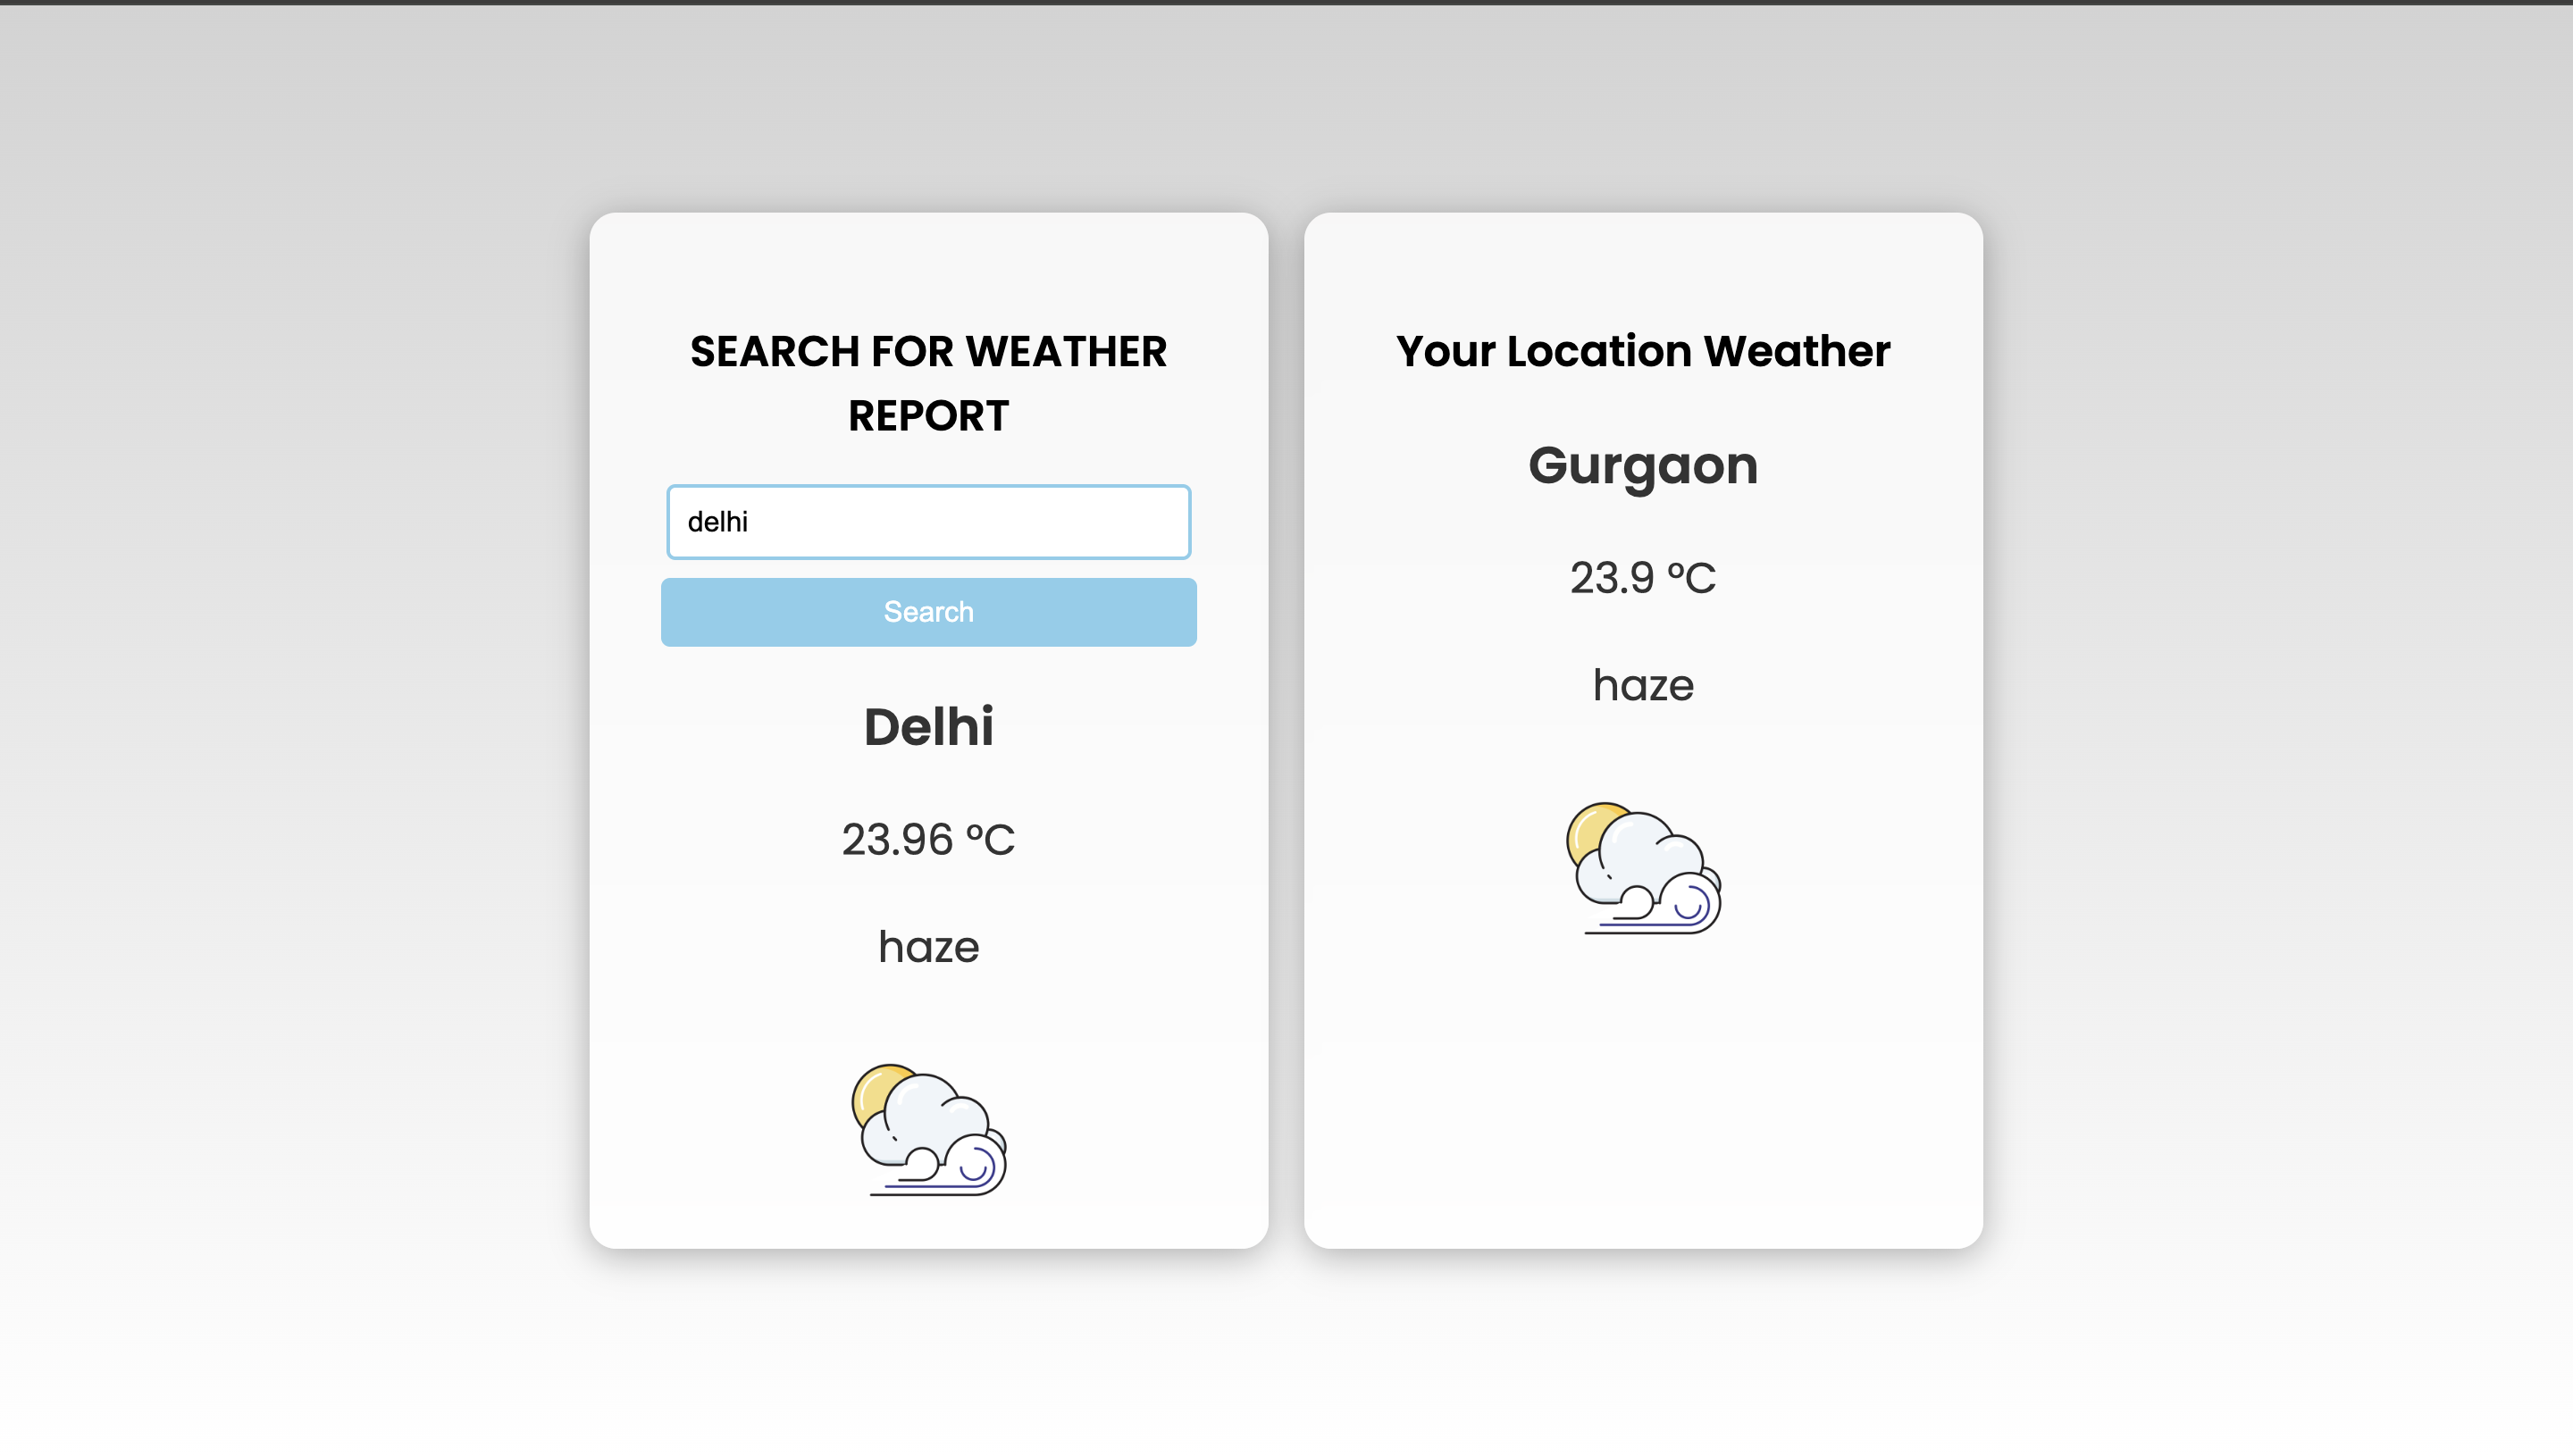 SEARCH FOR WEATHER
REPORT
delhi
Search
Delhi
23.96 °C
haze
Your Location Weather
Gurgaon
23.9 °C
haze